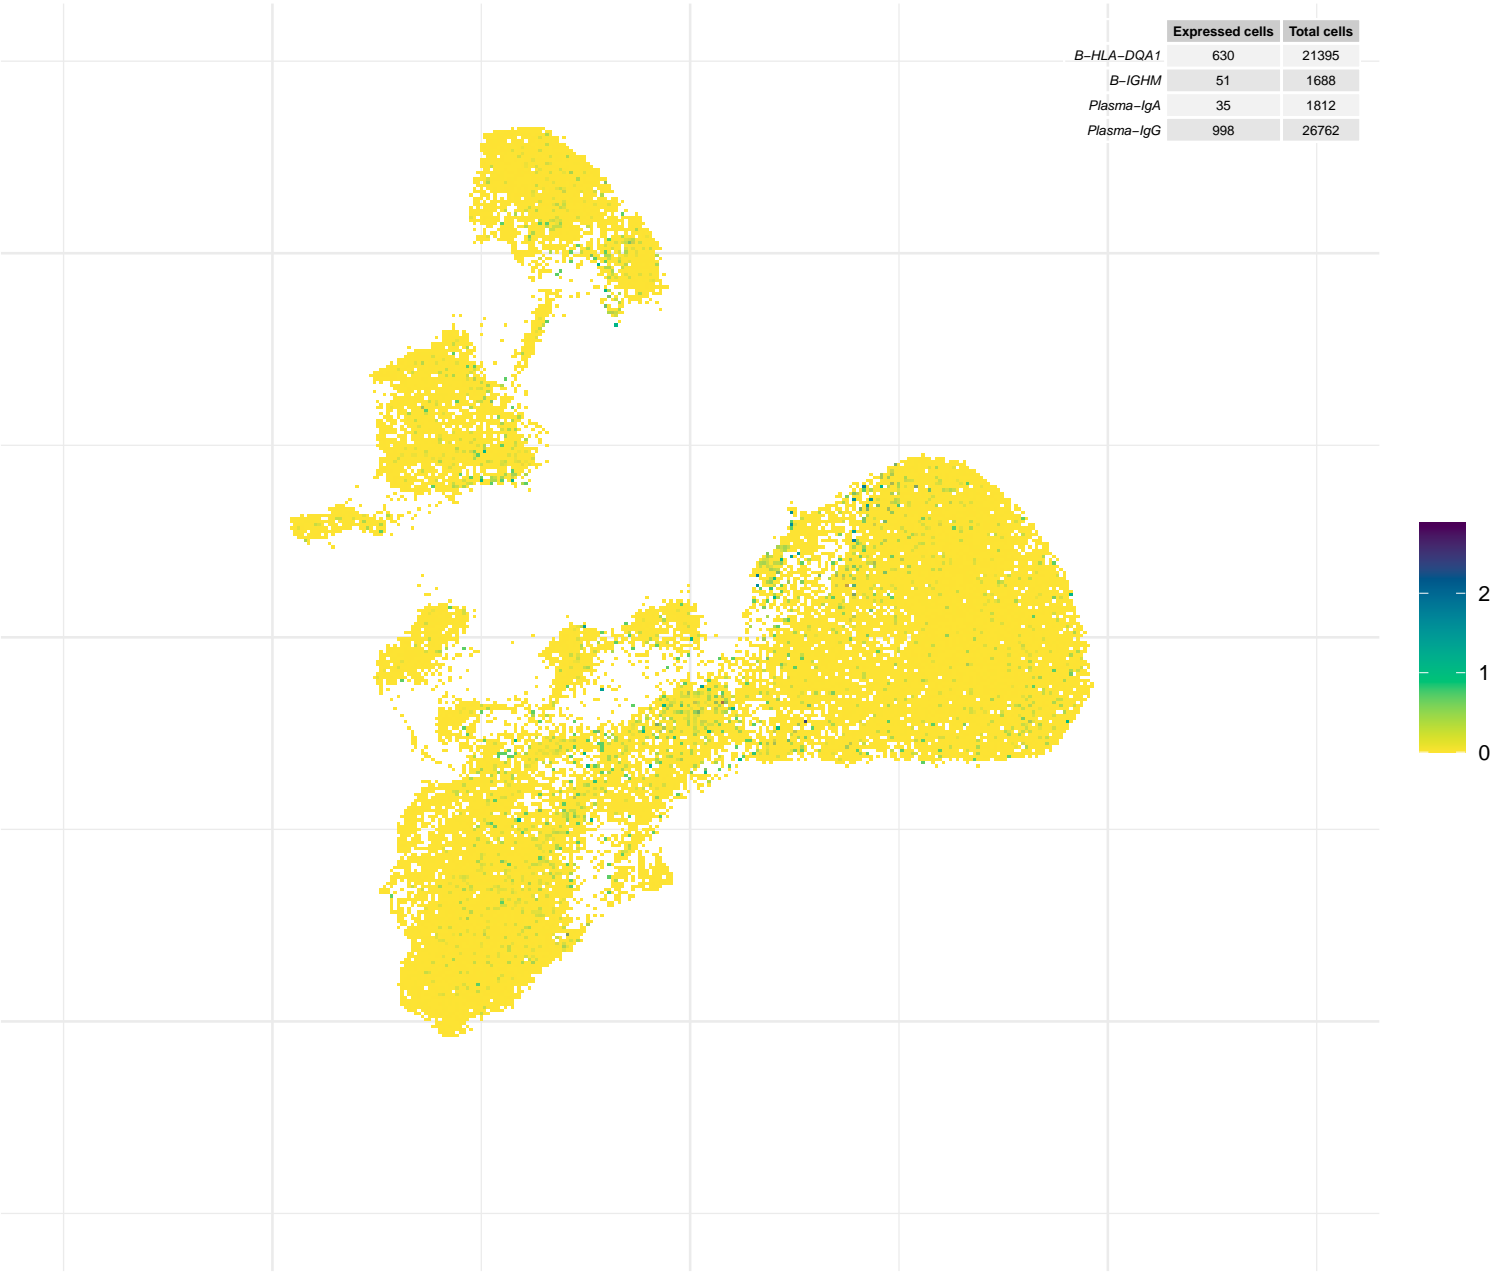 Expressed cells Total cells
B−HLA−DQA1 630 21395
B−IGHM 51 1688
Plasma−IgA 35 1812
Plasma−IgG 998 26762
2
1
0